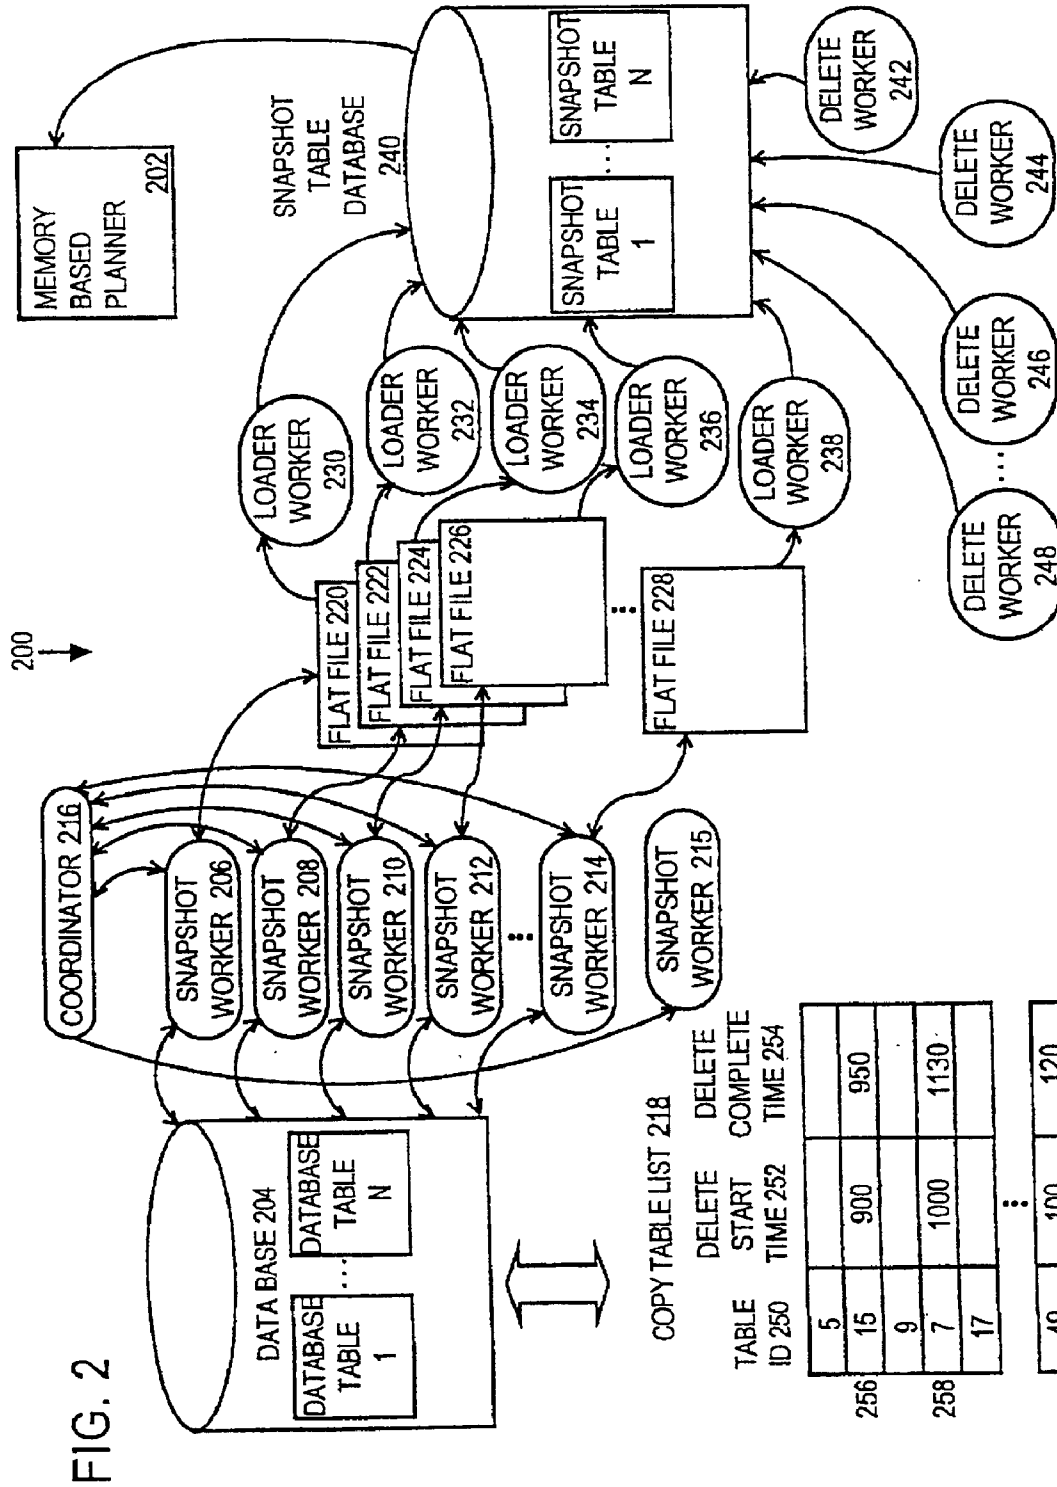 FIG. 2
200
DATA BASE 204
DATABASE
TABLE
1
....
DATABASE
TABLE
N
COORDINATOR 216
SNAPSHOT
WORKER 206
SNAPSHOT
WORKER 208
SNAPSHOT
WORKER 210
SNAPSHOT
WORKER 212
SNAPSHOT
WORKER 214
SNAPSHOT
WORKER 215
FLAT FILE 220
FLAT FILE 222
FLAT FILE 224
FLAT FILE 226
FLAT FILE 228
LOADER
WORKER
230
LOADER
WORKER
232
LOADER
WORKER
234
LOADER
WORKER
236
LOADER
WORKER
238
MEMORY
BASED
PLANNER
202
SNAPSHOT
TABLE
DATABASE
240
SNAPSHOT
TABLE
1
....
SNAPSHOT
TABLE
N
DELETE
WORKER
242
DELETE
WORKER
244
DELETE
WORKER
246
....
DELETE
WORKER
248
COPY TABLE LIST 218
TABLE
ID 250
DELETE
START
TIME 252
DELETE
COMPLETE
TIME 254
5
256 15 900 950
9
258 7 1000 1130
17
100 120